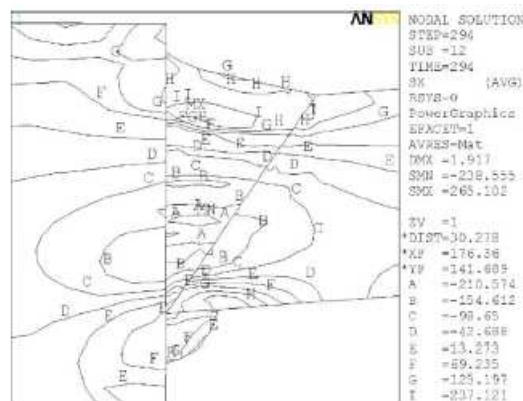 ANSYS
NODAL SOLUTION
STEP=294
SUB =12
TIME=294
SX (AVG)
RSYS=0
PowerGraphics
EFACET=1
AVRES=Mat
DMX =1.917
SMN =-238.555
SMX =265.102
ZV =1
*DIST=30.278
*XF =176.36
*YF =141.689
A =-210.574
B =-154.612
C =-98.65
D =-42.688
E =13.273
F =69.235
G =125.197
I =237.121